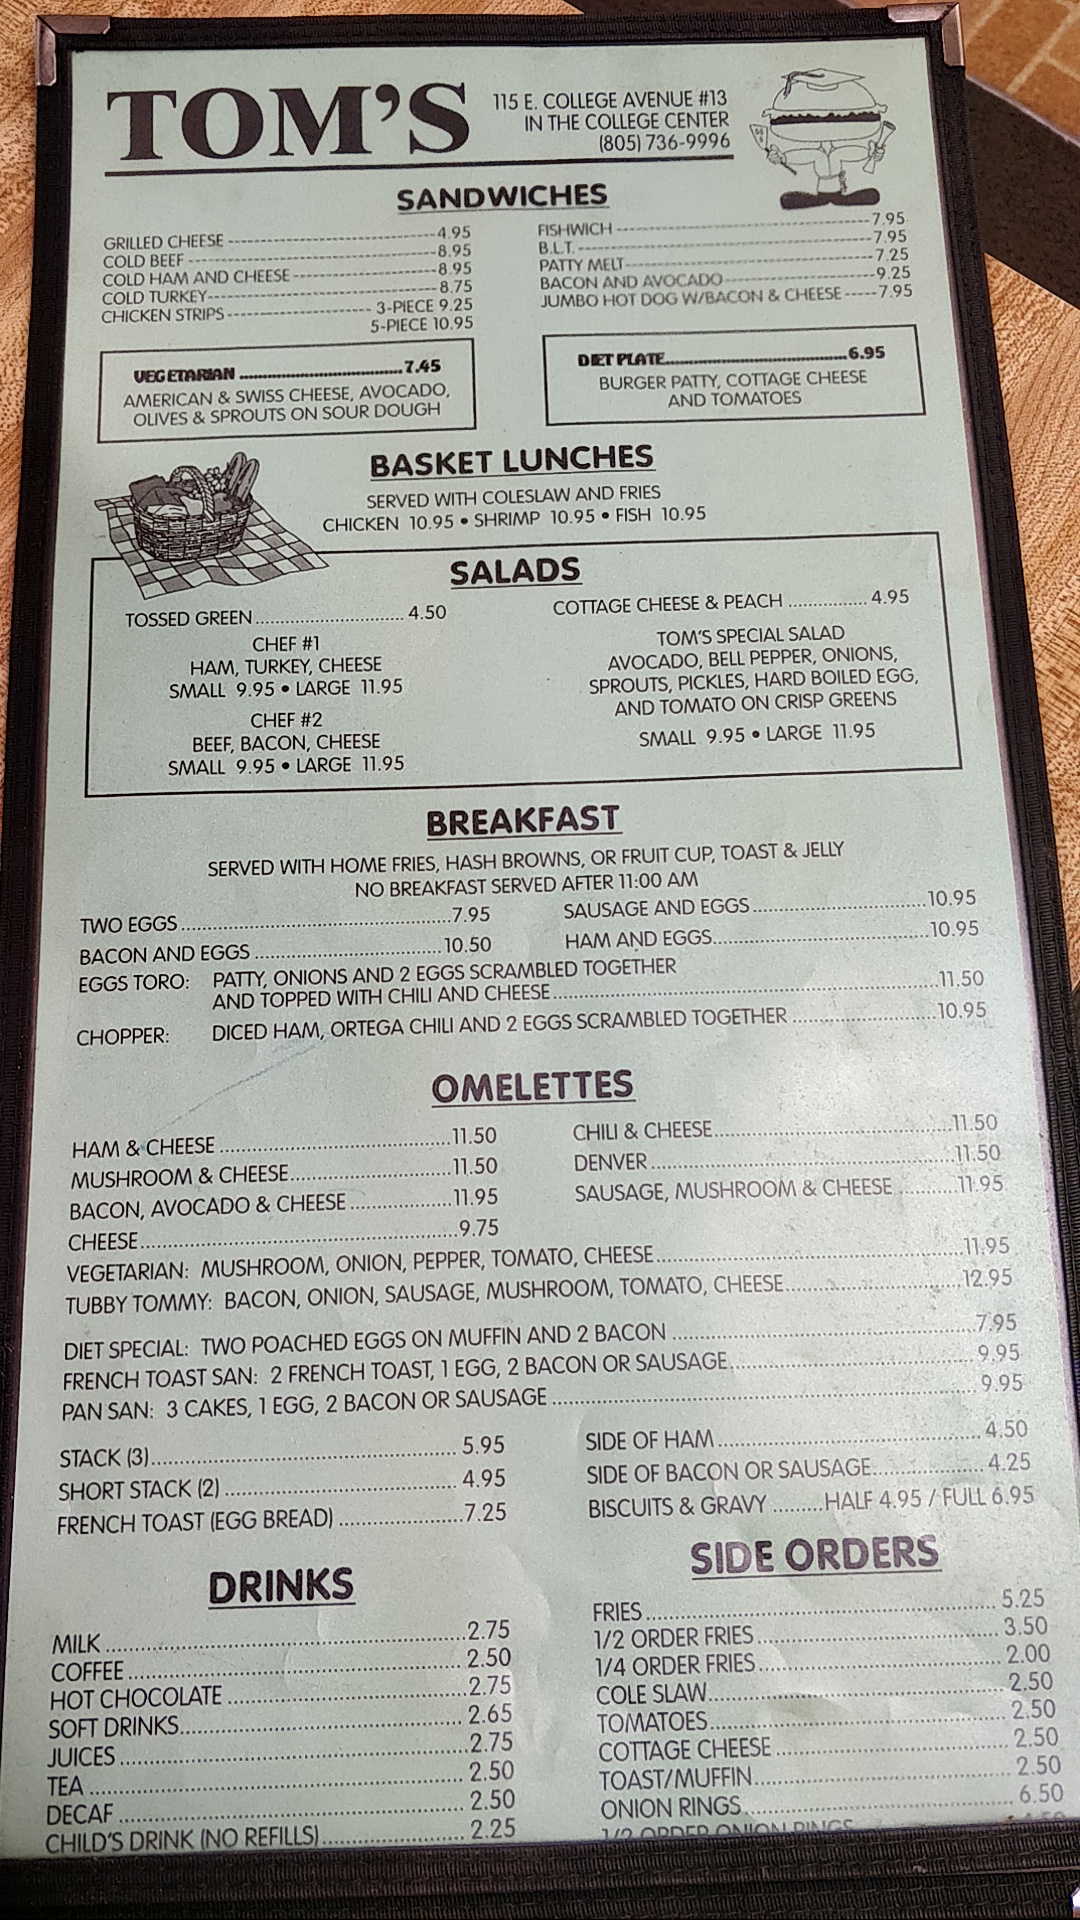 TOM'S
115 E. COLLEGE AVENUE #13
IN THE COLLEGE CENTER
(805) 736-9996
SANDWICHES
GRILLED CHEESE 4.95
COLD BEEF 8.95
COLD HAM AND CHEESE 8.95
COLD TURKEY 8.75
CHICKEN STRIPS 3-PIECE 9.25
5-PIECE 10.95
FISHWICH 7.95
B.L.T. 7.95
PATTY MELT 7.25
BACON AND AVOCADO 9.25
JUMBO HOT DOG W/BACON & CHEESE 7.95
VEGETARIAN 7.45
AMERICAN & SWISS CHEESE, AVOCADO,
OLIVES & SPROUTS ON SOUR DOUGH
DIET PLATE 6.95
BURGER PATTY, COTTAGE CHEESE
AND TOMATOES
BASKET LUNCHES
SERVED WITH COLESLAW AND FRIES
CHICKEN 10.95 • SHRIMP 10.95 • FISH 10.95
SALADS
TOSSED GREEN 4.50
CHEF #1
HAM, TURKEY, CHEESE
SMALL 9.95 • LARGE 11.95
CHEF #2
BEEF, BACON, CHEESE
SMALL 9.95 • LARGE 11.95
COTTAGE CHEESE & PEACH 4.95
TOM'S SPECIAL SALAD
AVOCADO, BELL PEPPER, ONIONS,
SPROUTS, PICKLES, HARD BOILED EGG,
AND TOMATO ON CRISP GREENS
SMALL 9.95 • LARGE 11.95
BREAKFAST
SERVED WITH HOME FRIES, HASH BROWNS, OR FRUIT CUP, TOAST & JELLY
NO BREAKFAST SERVED AFTER 11:00 AM
TWO EGGS 7.95
BACON AND EGGS 10.50
SAUSAGE AND EGGS 10.95
HAM AND EGGS 10.95
EGGS TORO: PATTY, ONIONS AND 2 EGGS SCRAMBLED TOGETHER
AND TOPPED WITH CHILI AND CHEESE 11.50
CHOPPER: DICED HAM, ORTEGA CHILI AND 2 EGGS SCRAMBLED TOGETHER 10.95
OMELETTES
HAM & CHEESE 11.50
MUSHROOM & CHEESE 11.50
BACON, AVOCADO & CHEESE 11.95
CHEESE 9.75
CHILI & CHEESE 11.50
DENVER 11.50
SAUSAGE, MUSHROOM & CHEESE 11.95
VEGETARIAN: MUSHROOM, ONION, PEPPER, TOMATO, CHEESE 11.95
TUBBY TOMMY: BACON, ONION, SAUSAGE, MUSHROOM, TOMATO, CHEESE 12.95
DIET SPECIAL: TWO POACHED EGGS ON MUFFIN AND 2 BACON 7.95
FRENCH TOAST SAN: 2 FRENCH TOAST, 1 EGG, 2 BACON OR SAUSAGE 9.95
PAN SAN: 3 CAKES, 1 EGG, 2 BACON OR SAUSAGE 9.95
STACK (3) 5.95
SHORT STACK (2) 4.95
FRENCH TOAST (EGG BREAD) 7.25
SIDE OF HAM 4.50
SIDE OF BACON OR SAUSAGE 4.25
BISCUITS & GRAVY HALF 4.95 / FULL 6.95
DRINKS
MILK 2.75
COFFEE 2.50
HOT CHOCOLATE 2.75
SOFT DRINKS 2.65
JUICES 2.75
TEA 2.50
DECAF 2.50
CHILD'S DRINK (NO REFILLS) 2.25
SIDE ORDERS
FRIES 5.25
1/2 ORDER FRIES 3.50
1/4 ORDER FRIES 2.00
COLE SLAW 2.50
TOMATOES 2.50
COTTAGE CHEESE 2.50
TOAST/MUFFIN 2.50
ONION RINGS 6.50
1/2 ORDER ONION RINGS